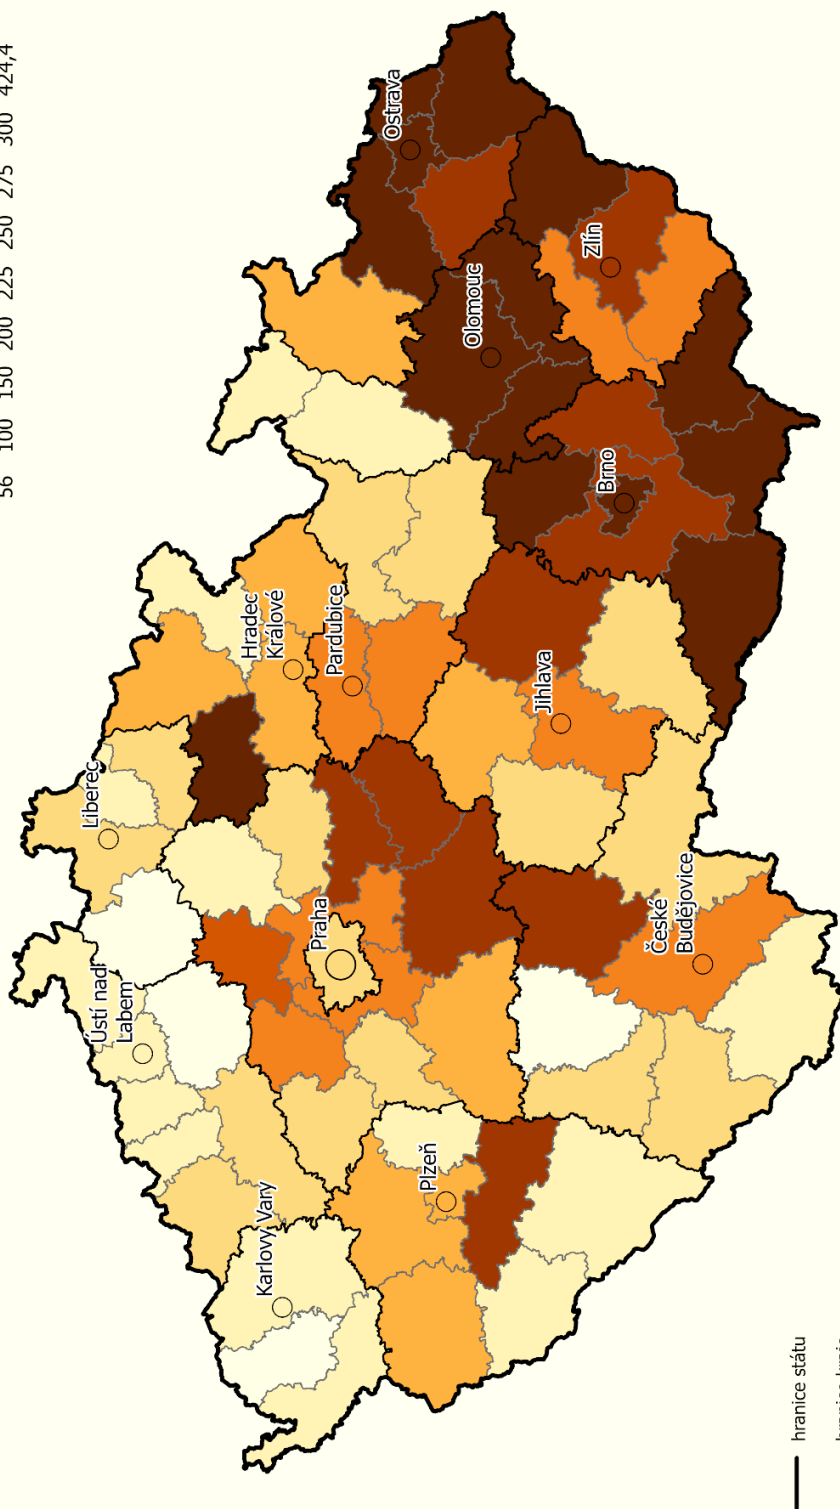 56 100 150 200 225 250 275 300 424,4
Liberec
Ústí nad
Labem
Karlovy Vary
Praha
Hradec
Králové
Pardubice
Plzeň
Ostrava
Olomouc
Jihlava
České
Budějovice
Brno
Zlín
hranice státu